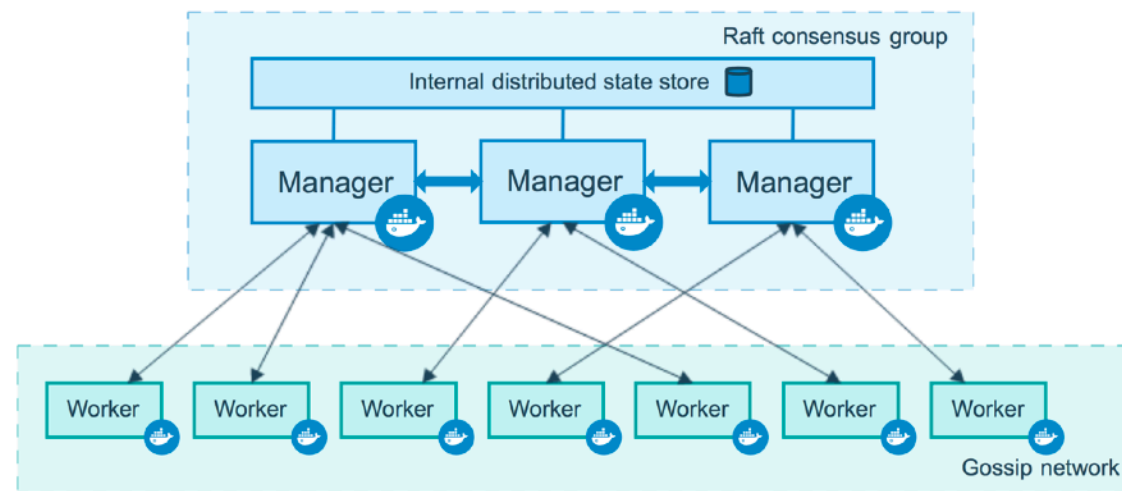 Raft consensus group
Internal distributed state store
Manager
Manager
Manager
Worker
Worker
Worker
Worker
Worker
Worker
Worker
Gossip network